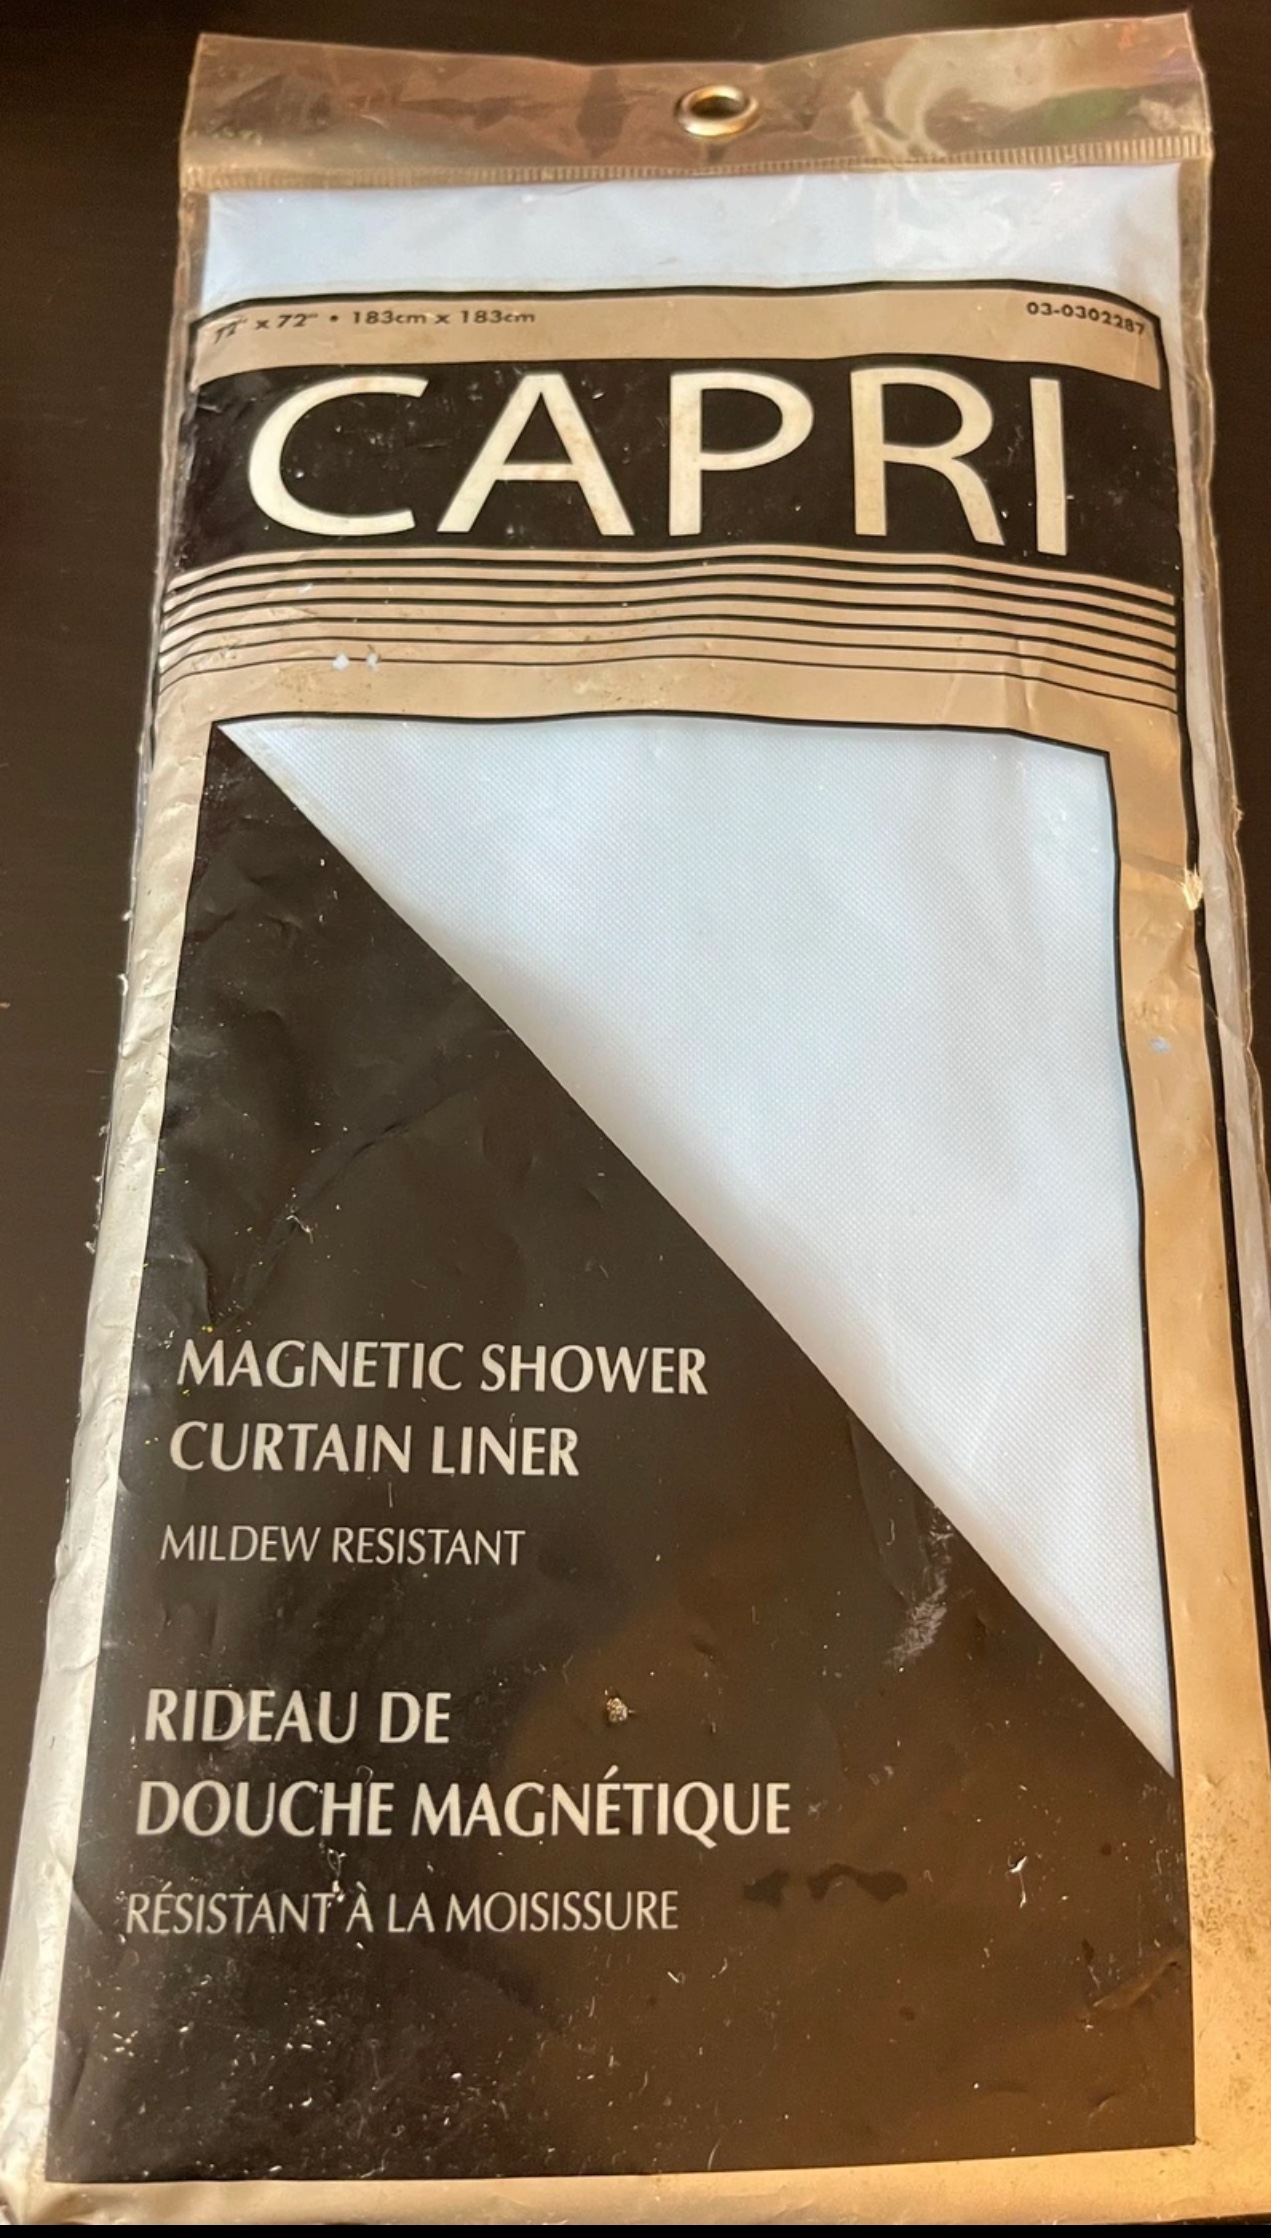 72" x 72" • 183cm x 183cm
03-0302287
CAPRI
MAGNETIC SHOWER
CURTAIN LINER
MILDEW RESISTANT
RIDEAU DE
DOUCHE MAGNÉTIQUE
RÉSISTANT À LA MOISISSURE